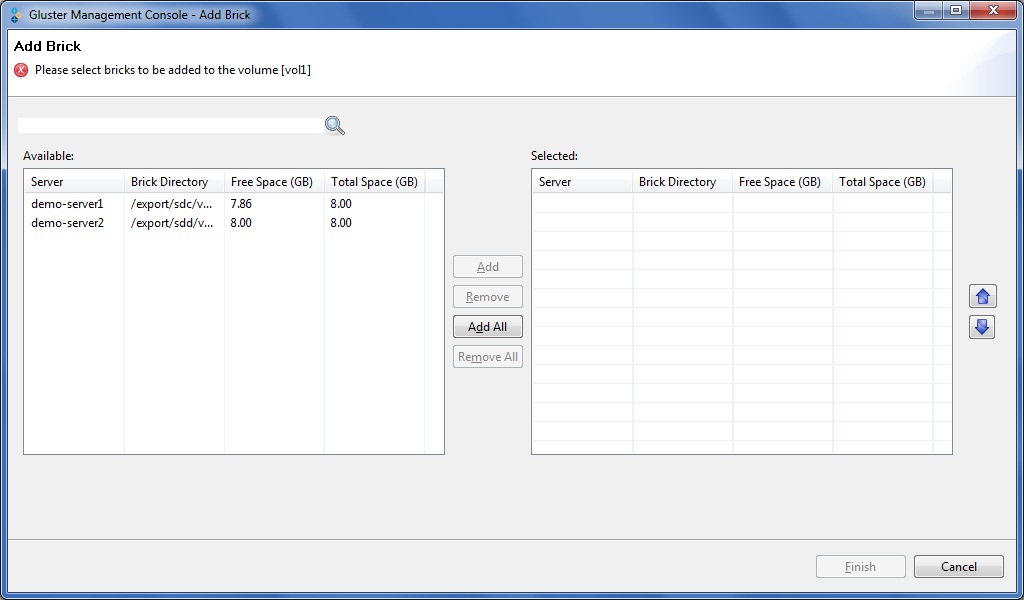 Gluster Management Console - Add Brick
Add Brick
Please select bricks to be added to the volume [vol1]
Available:
Server Brick Directory Free Space (GB) Total Space (GB)
demo-server1 /export/sdc/v... 7.86 8.00
demo-server2 /export/sdd/v... 8.00 8.00
Add
Remove
Add All
Remove All
Selected:
Server Brick Directory Free Space (GB) Total Space (GB)
Finish Cancel